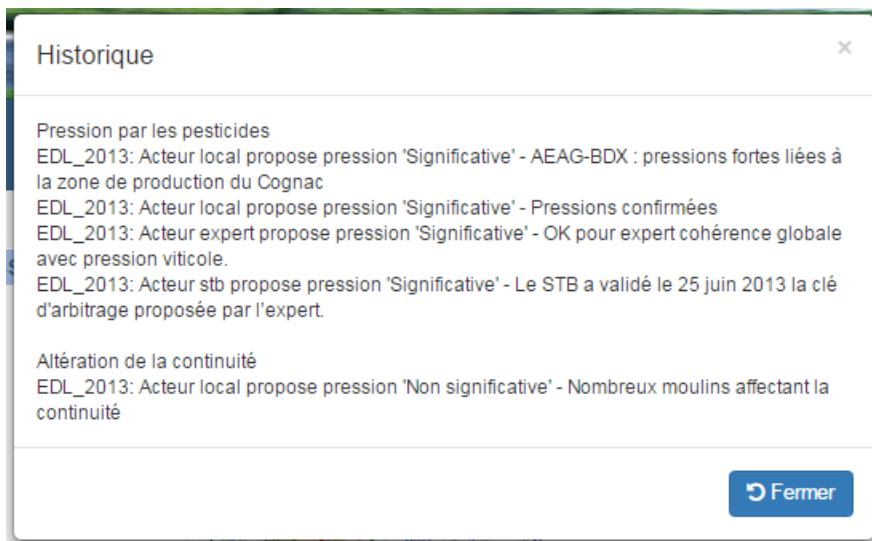 Historique
×
Pression par les pesticides
EDL_2013: Acteur local propose pression 'Significative' - AEAG-BDX : pressions fortes liées à
la zone de production du Cognac
EDL_2013: Acteur local propose pression 'Significative' - Pressions confirmées
EDL_2013: Acteur expert propose pression 'Significative' - OK pour expert cohérence globale
avec pression viticole.
EDL_2013: Acteur stb propose pression 'Significative' - Le STB a validé le 25 juin 2013 la clé
d'arbitrage proposée par l’expert.
Altération de la continuité
EDL_2013: Acteur local propose pression 'Non significative' - Nombreux moulins affectant la
continuité
Fermer